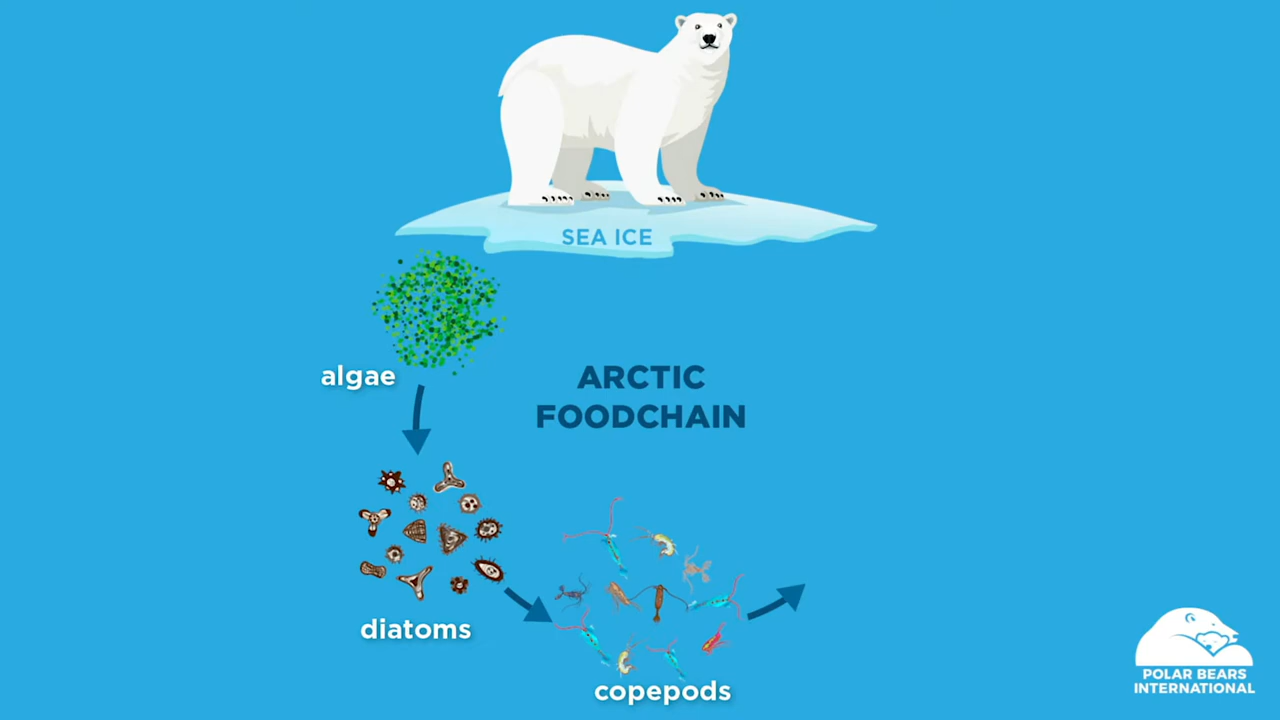 SEA ICE
algae
ARCTIC
FOODCHAIN
diatoms
copepods
POLAR BEARS
INTERNATIONAL